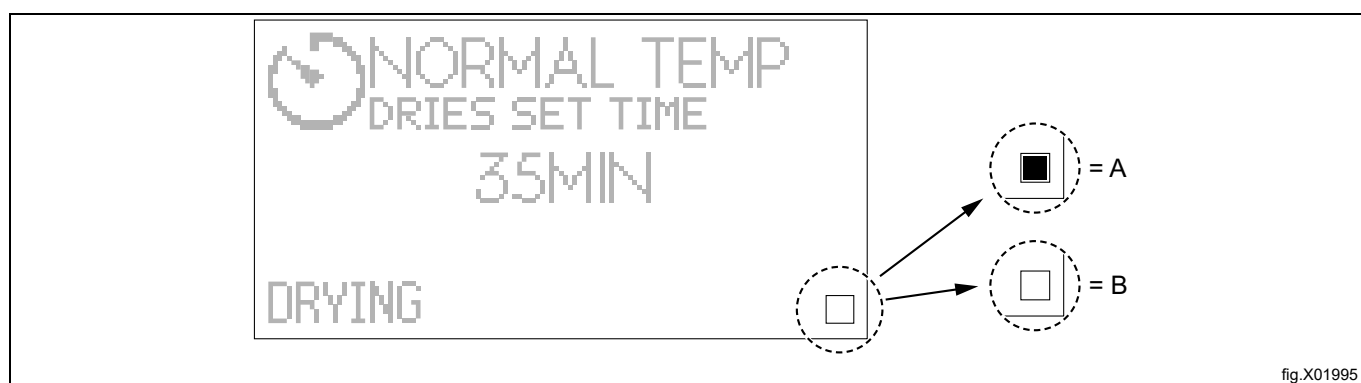 NORMAL TEMP
DRIES SET TIME
35MIN
DRYING
= A
= B
fig.X01995